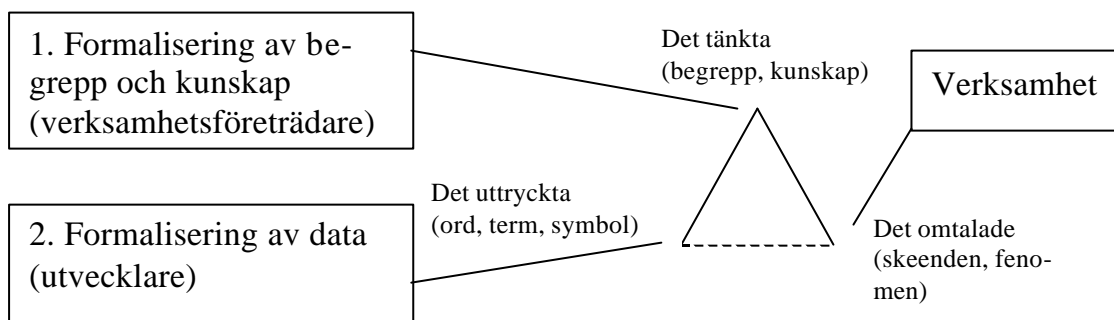 1. Formalisering av be-
grepp och kunskap
(verksamhetsföreträdare)
Det tänkta
(begrepp, kunskap)
Verksamhet
2. Formalisering av data
(utvecklare)
Det uttryckta
(ord, term, symbol)
Det omtalade
(skeenden, feno-
men)